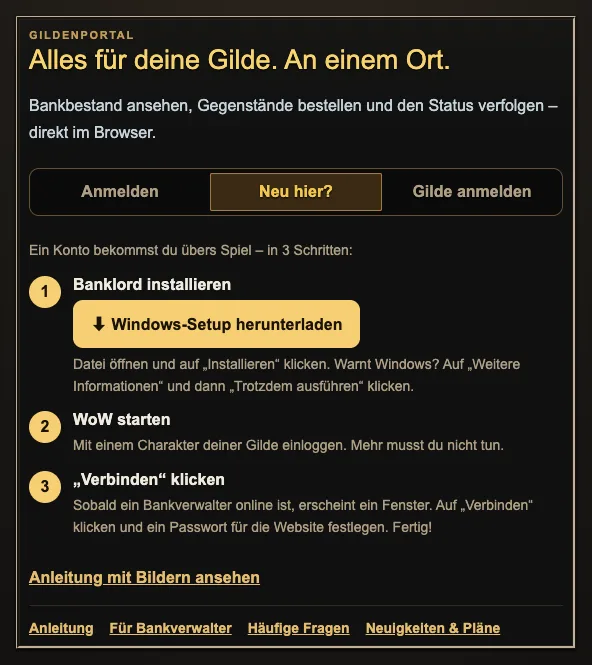 GILDENPORTAL
Alles für deine Gilde. An einem Ort.
Bankbestand ansehen, Gegenstände bestellen und den Status verfolgen –
direkt im Browser.
Anmelden
Neu hier?
Gilde anmelden
Ein Konto bekommst du übers Spiel – in 3 Schritten:
1
Banklord installieren
⬇ Windows-Setup herunterladen
Datei öffnen und auf „Installieren“ klicken. Warnt Windows? Auf „Weitere
Informationen“ und dann „Trotzdem ausführen“ klicken.
2
WoW starten
Mit einem Charakter deiner Gilde einloggen. Mehr musst du nicht tun.
3
„Verbinden“ klicken
Sobald ein Bankverwalter online ist, erscheint ein Fenster. Auf „Verbinden“
klicken und ein Passwort für die Website festlegen. Fertig!
Anleitung mit Bildern ansehen
Anleitung Für Bankverwalter Häufige Fragen Neuigkeiten & Pläne